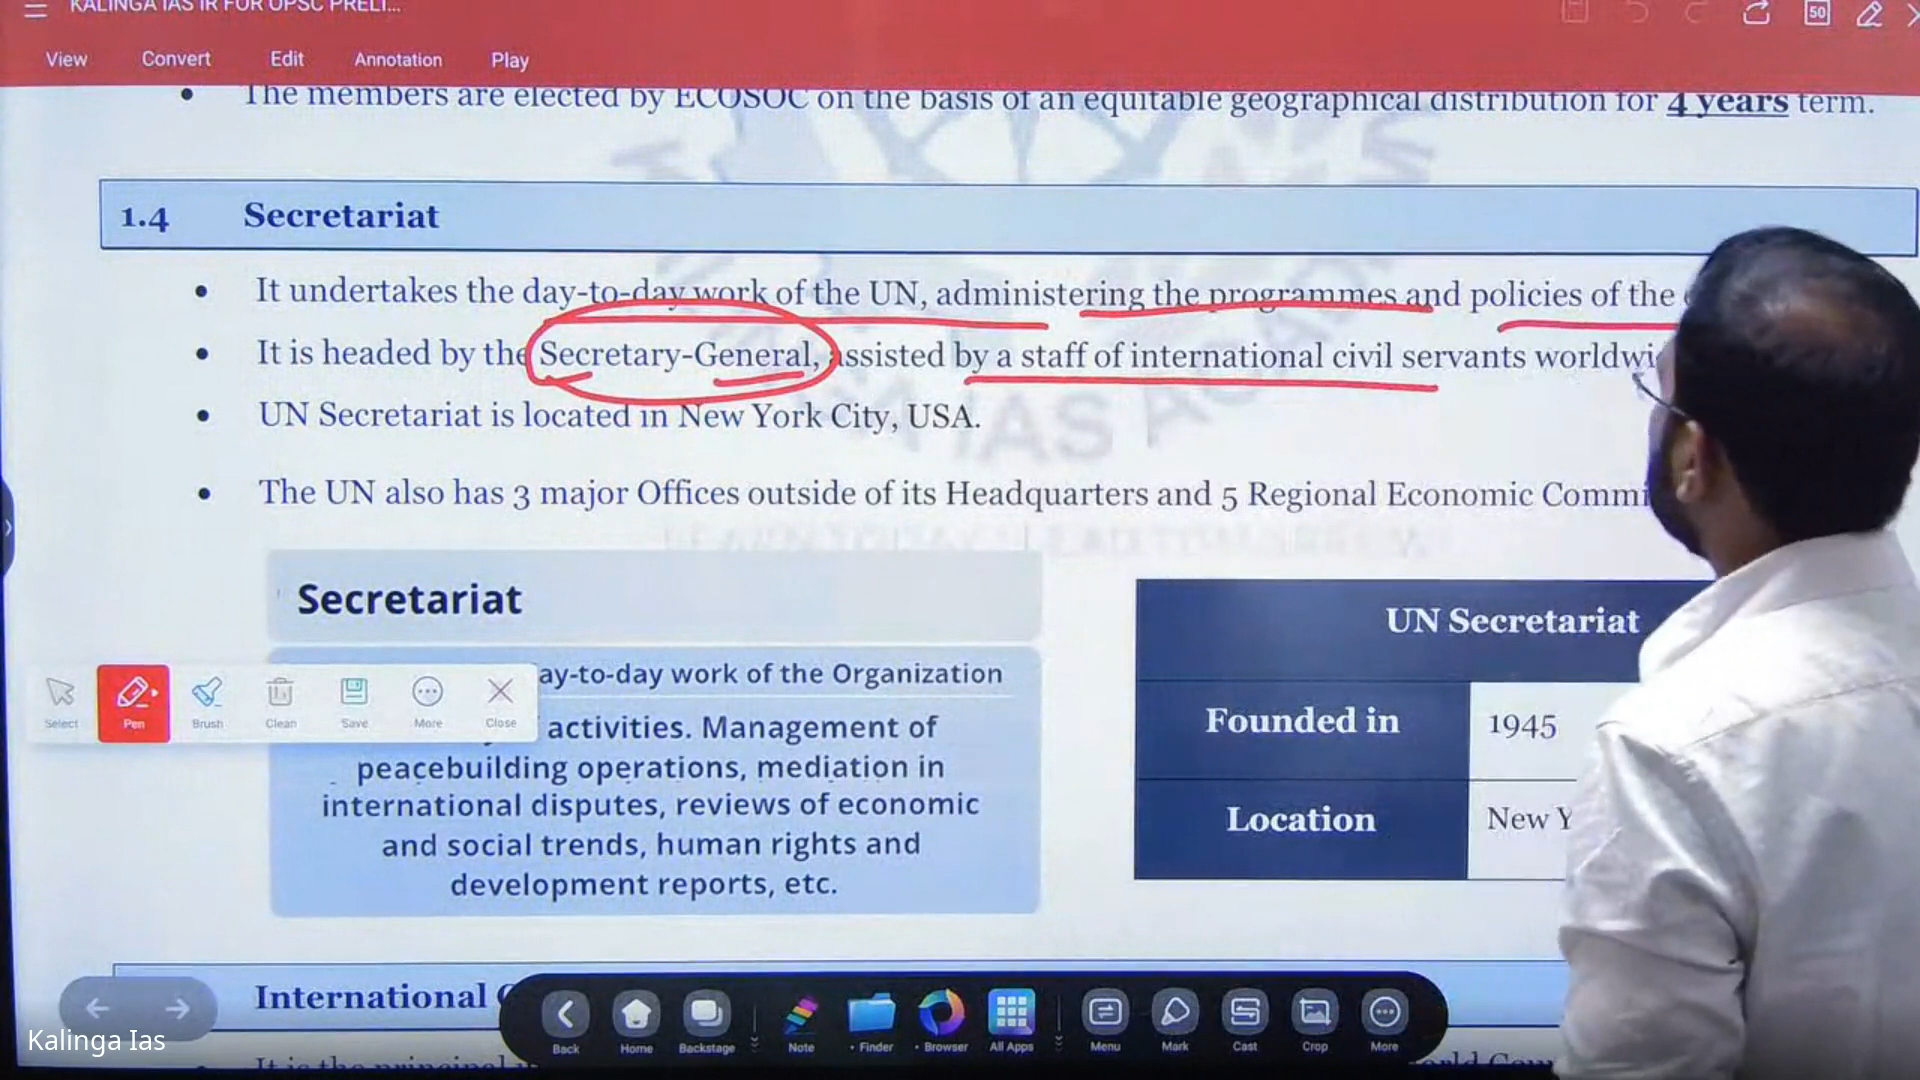 KALINGA IAS IR FOR UPSC PRELI...
50
View Convert Edit Annotation Play
The members are elected by ECOSOC on the basis of an equitable geographical distribution for 4 years term.
1.4 Secretariat
It undertakes the day-to-day work of the UN, administering the programmes and policies of the
It is headed by the Secretary-General, assisted by a staff of international civil servants
UN Secretariat is located in New York City, USA.
The UN also has 3 major Offices outside of its Headquarters and 5 Regional Economic
Secretariat
day-to-day work of the Organization
activities. Management of
peacebuilding operations, mediation in
international disputes, reviews of economic
and social trends, human rights and
development reports, etc.
Select Pen Brush Clean Save More Close
UN Secretariat
Founded in 1945
Location New Y
International
Kalinga Ias
Back Home Backstage Note Finder Browser All Apps Menu Mark Cast Crop More
It is the principal